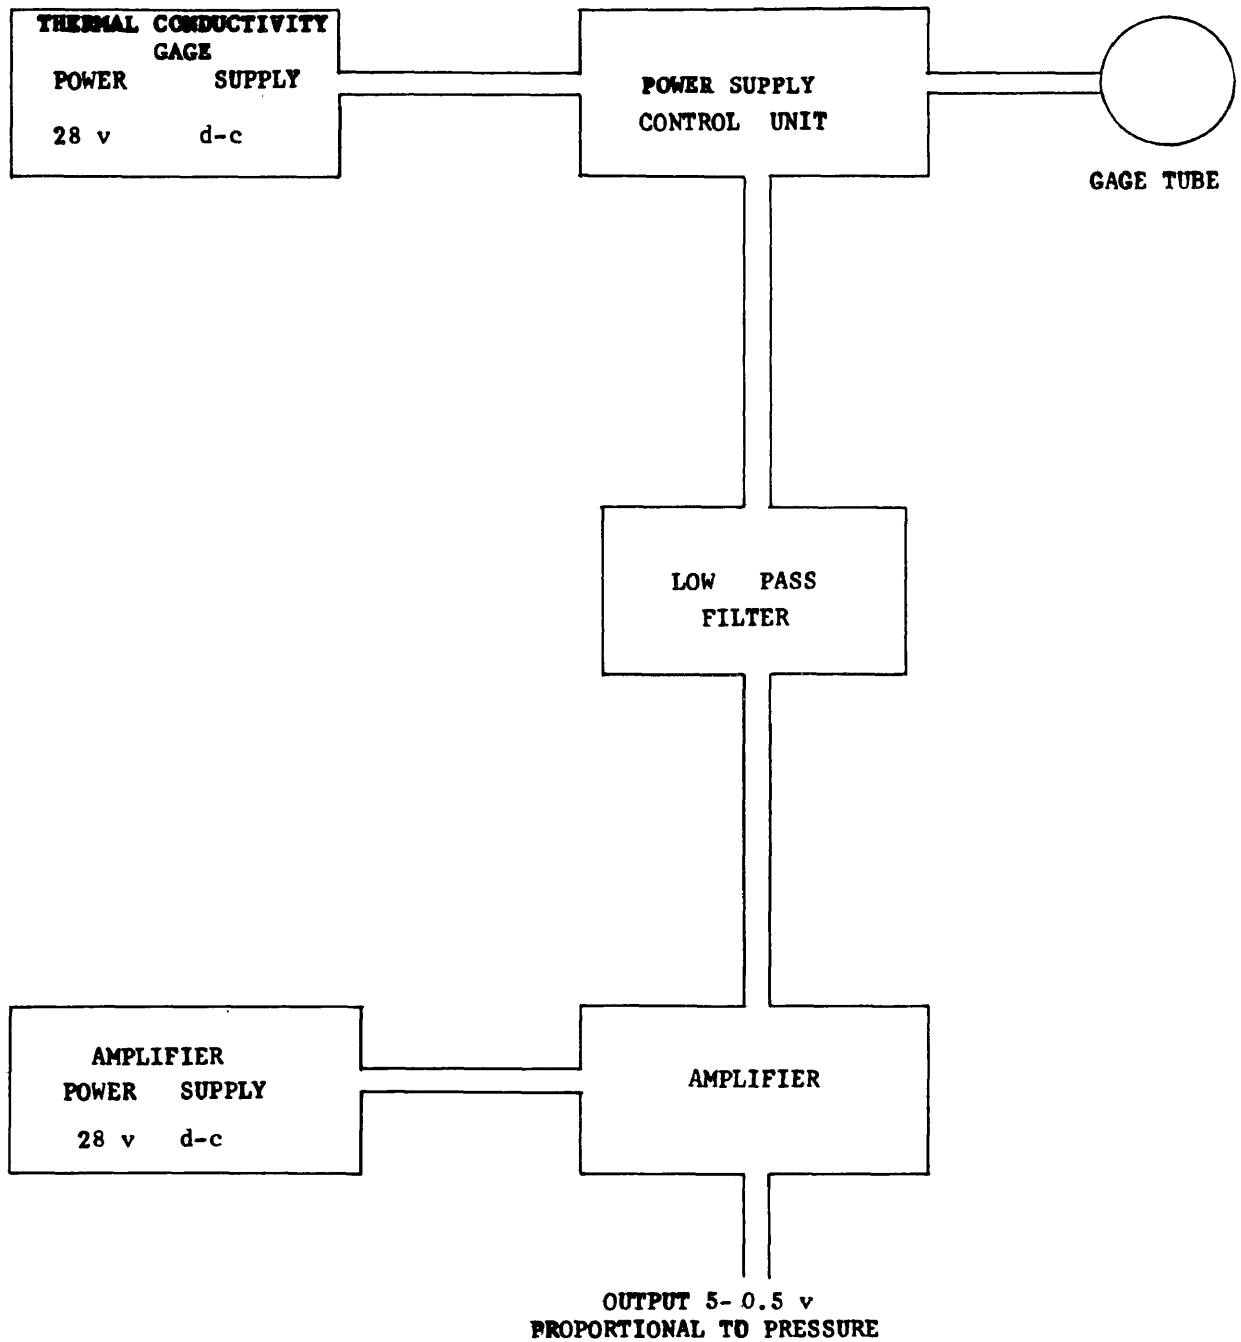 THERMAL CONDUCTIVITY
GAGE
POWER SUPPLY
28 v d-c
POWER SUPPLY
CONTROL UNIT
GAGE TUBE
LOW PASS
FILTER
AMPLIFIER
POWER SUPPLY
28 v d-c
AMPLIFIER
OUTPUT 5-0.5 v
PROPORTIONAL TO PRESSURE